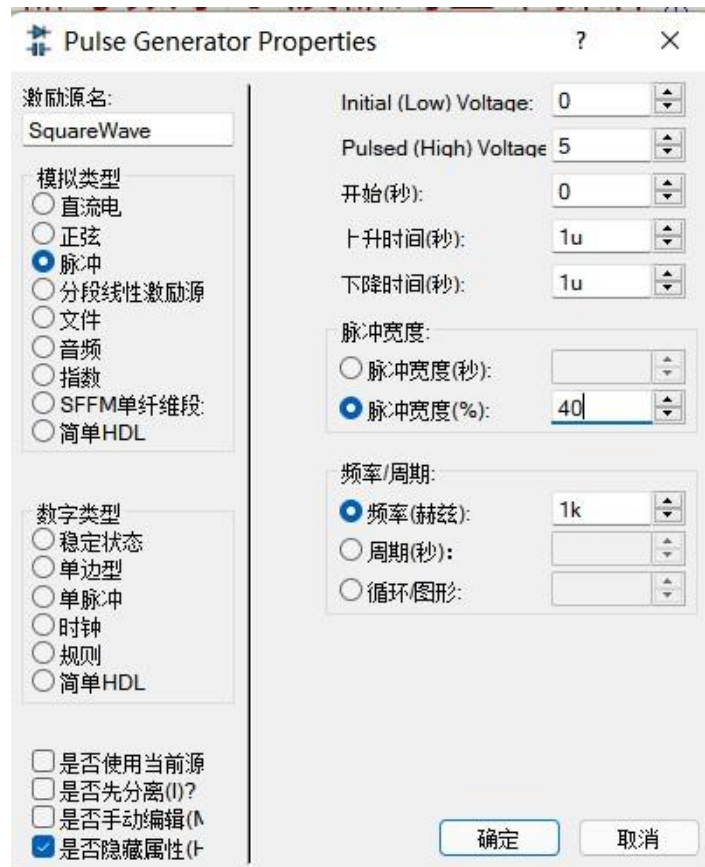 Pulse Generator Properties
?
×
激励源名:
SquareWave
模拟类型
直流电
正弦
脉冲
分段线性激励源
文件
音频
指数
SFFM单纤维段:
简单HDL
数字类型
稳定状态
单边型
单脉冲
时钟
规则
简单HDL
是否使用当前源
是否先分离(I)?
是否手动编辑(M
是否隐藏属性(H
Initial (Low) Voltage: 0
Pulsed (High) Voltage 5
开始(秒): 0
上升时间(秒): 1u
下降时间(秒): 1u
脉冲宽度:
脉冲宽度(秒):
脉冲宽度(%): 40
频率/周期:
频率(赫兹): 1k
周期(秒):
循环/图形:
确定
取消